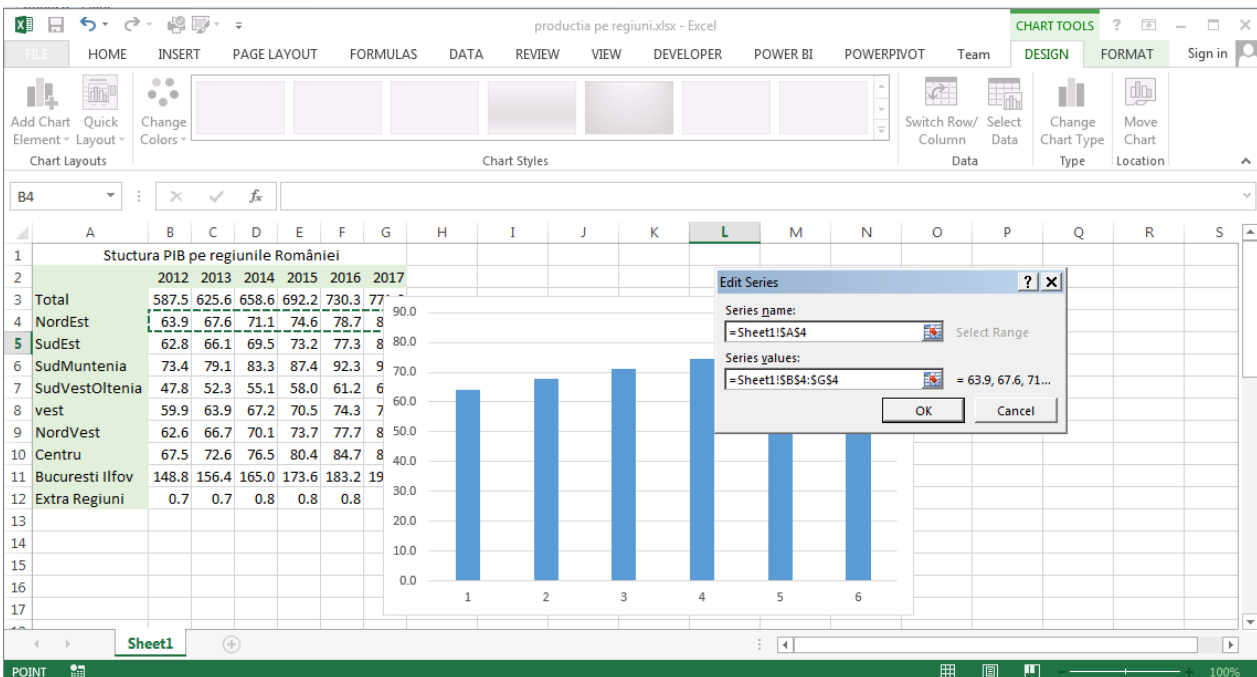 productia pe regiuni.xlsx - Excel
CHART TOOLS
?
FILE HOME INSERT PAGE LAYOUT FORMULAS DATA REVIEW VIEW DEVELOPER POWER BI POWERPIVOT Team DESIGN FORMAT Sign in
Add Chart Element
Quick Layout
Change Colors
Switch Row/ Column
Select Data
Change Chart Type
Move Chart
Chart Layouts Chart Styles Data Type Location
B4 fx
A B C D E F G H I J K L M N O P Q R S
1 Stuctura PIB pe regiunile României
2 2012 2013 2014 2015 2016 2017
3 Total 587.5 625.6 658.6 692.2 730.3
4 NordEst 63.9 67.6 71.1 74.6 78.7 8
5 SudEst 62.8 66.1 69.5 73.2 77.3 8
6 SudMuntenia 73.4 79.1 83.3 87.4 92.3 9
7 SudVestOltenia 47.8 52.3 55.1 58.0 61.2 6
8 vest 59.9 63.9 67.2 70.5 74.3 7
9 NordVest 62.6 66.7 70.1 73.7 77.7 8
10 Centru 67.5 72.6 76.5 80.4 84.7 8
11 Bucuresti Ilfov 148.8 156.4 165.0 173.6 183.2 19
12 Extra Regiuni 0.7 0.7 0.8 0.8 0.8
13
14
15
16
17
90.0
80.0
70.0
60.0
50.0
40.0
30.0
20.0
10.0
0.0
1 2 3 4 5 6
Edit Series ?
Series name:
=Sheet1!$A$4 Select Range
Series values:
=Sheet1!$B$4:$G$4 = 63.9, 67.6, 71...
OK Cancel
Sheet1
POINT 100%